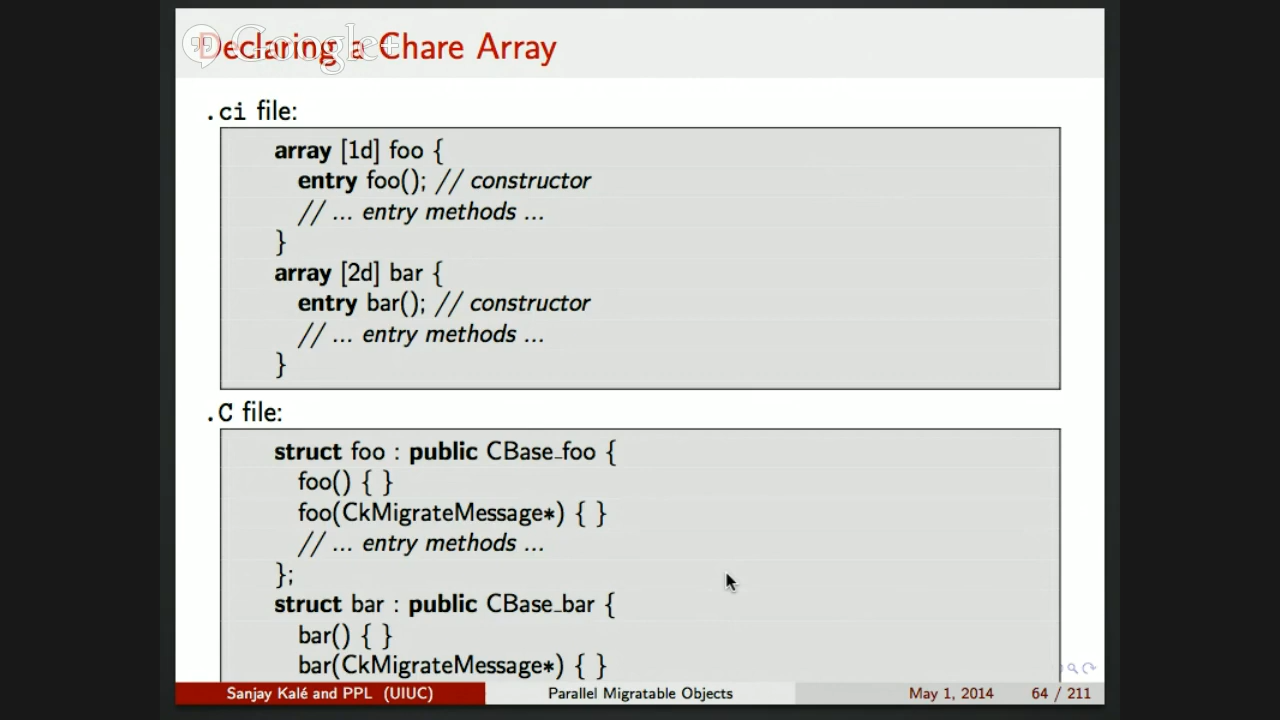 Google+
Declaring a Chare Array
.ci file:
array [1d] foo {
entry foo(); // constructor
// ... entry methods ...
}
array [2d] bar {
entry bar(); // constructor
// ... entry methods ...
}
.C file:
struct foo : public CBase_foo {
foo() { }
foo(CkMigrateMessage*) { }
// ... entry methods ...
};
struct bar : public CBase_bar {
bar() { }
bar(CkMigrateMessage*) { }
Sanjay Kalé and PPL (UIUC) Parallel Migratable Objects May 1, 2014 64 / 211